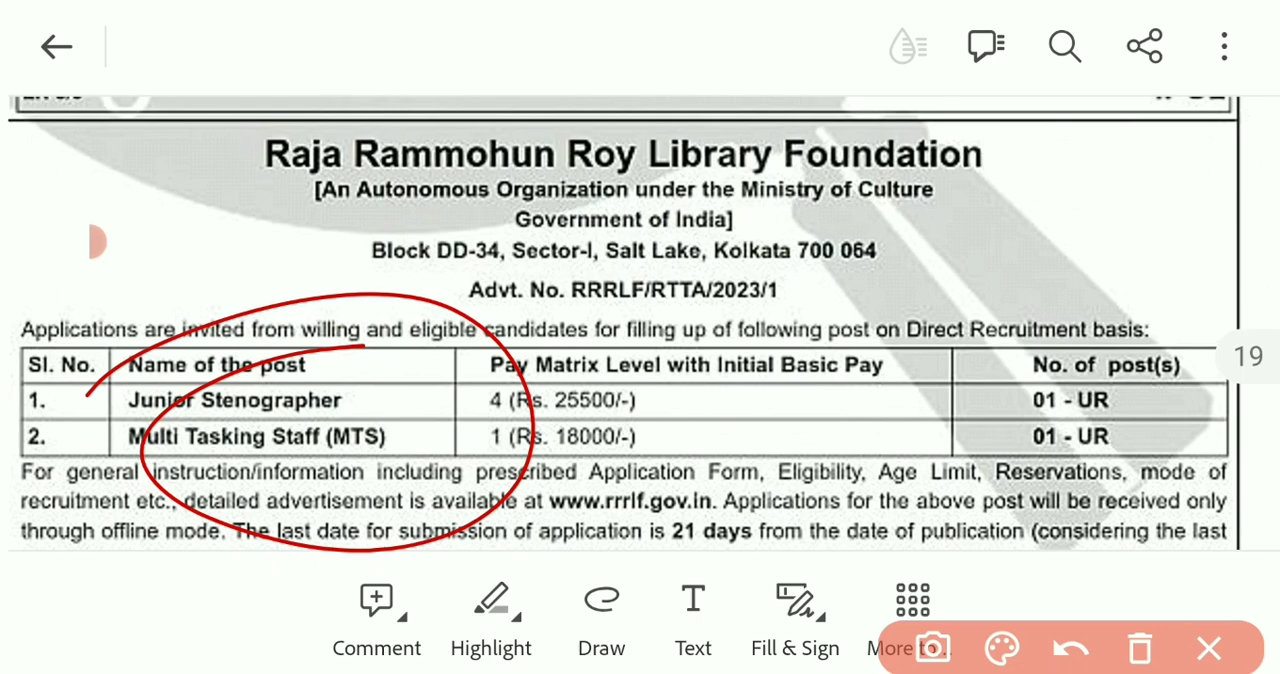 Raja Rammohun Roy Library Foundation
[An Autonomous Organization under the Ministry of Culture
Government of India]
Block DD-34, Sector-I, Salt Lake, Kolkata 700 064
Advt. No. RRRLF/RTTA/2023/1
Applications are invited from willing and eligible candidates for filling up of following post on Direct Recruitment basis:
Sl. No. Name of the post Pay Matrix Level with Initial Basic Pay No. of post(s)
19
1. Junior Stenographer 4 (Rs. 25500/-) 01 - UR
2. Multi Tasking Staff (MTS) 1 (Rs. 18000/-) 01 - UR
For general instruction/information including prescribed Application Form, Eligibility, Age Limit, Reservations, mode of
recruitment etc., detailed advertisement is available at www.rrrlf.gov.in. Applications for the above post will be received only
through offline mode. The last date for submission of application is 21 days from the date of publication (considering the last
Comment Highlight Draw Text Fill & Sign More